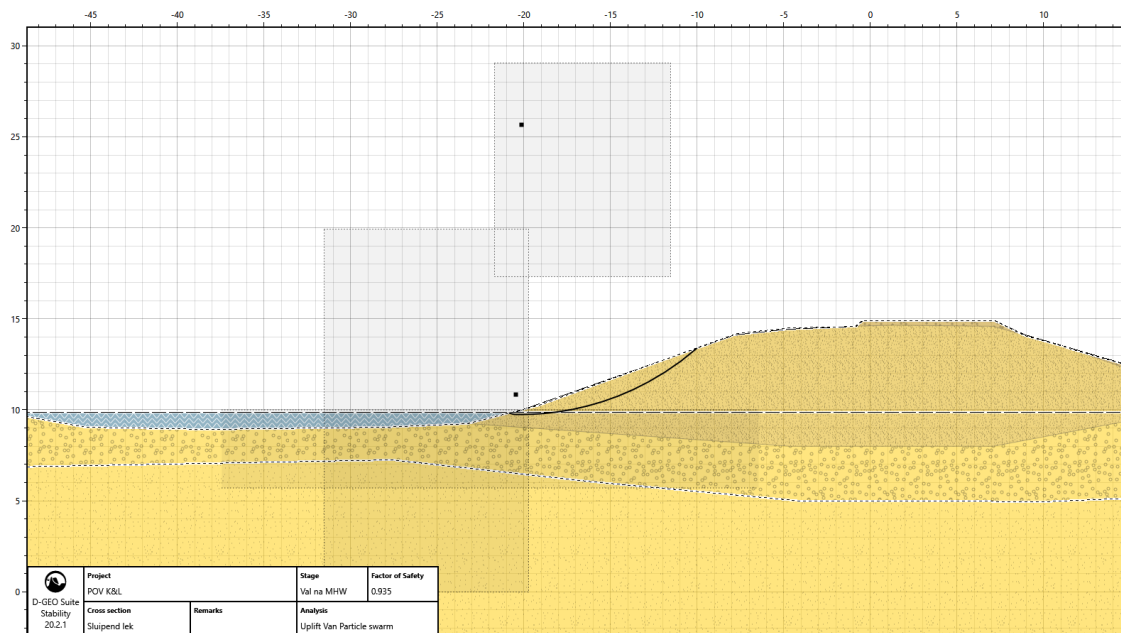 -45 -40 -35 -30 -25 -20 -15 -10 -5 0 5 10
30
25
20
15
10
5
0
D-GEO Suite
Stability
20.2.1
Project
POV K&L
Stage
Val na MHW
Factor of Safety
0.935
Cross section
Sluipend lek
Remarks
Analysis
Uplift Van Particle swarm